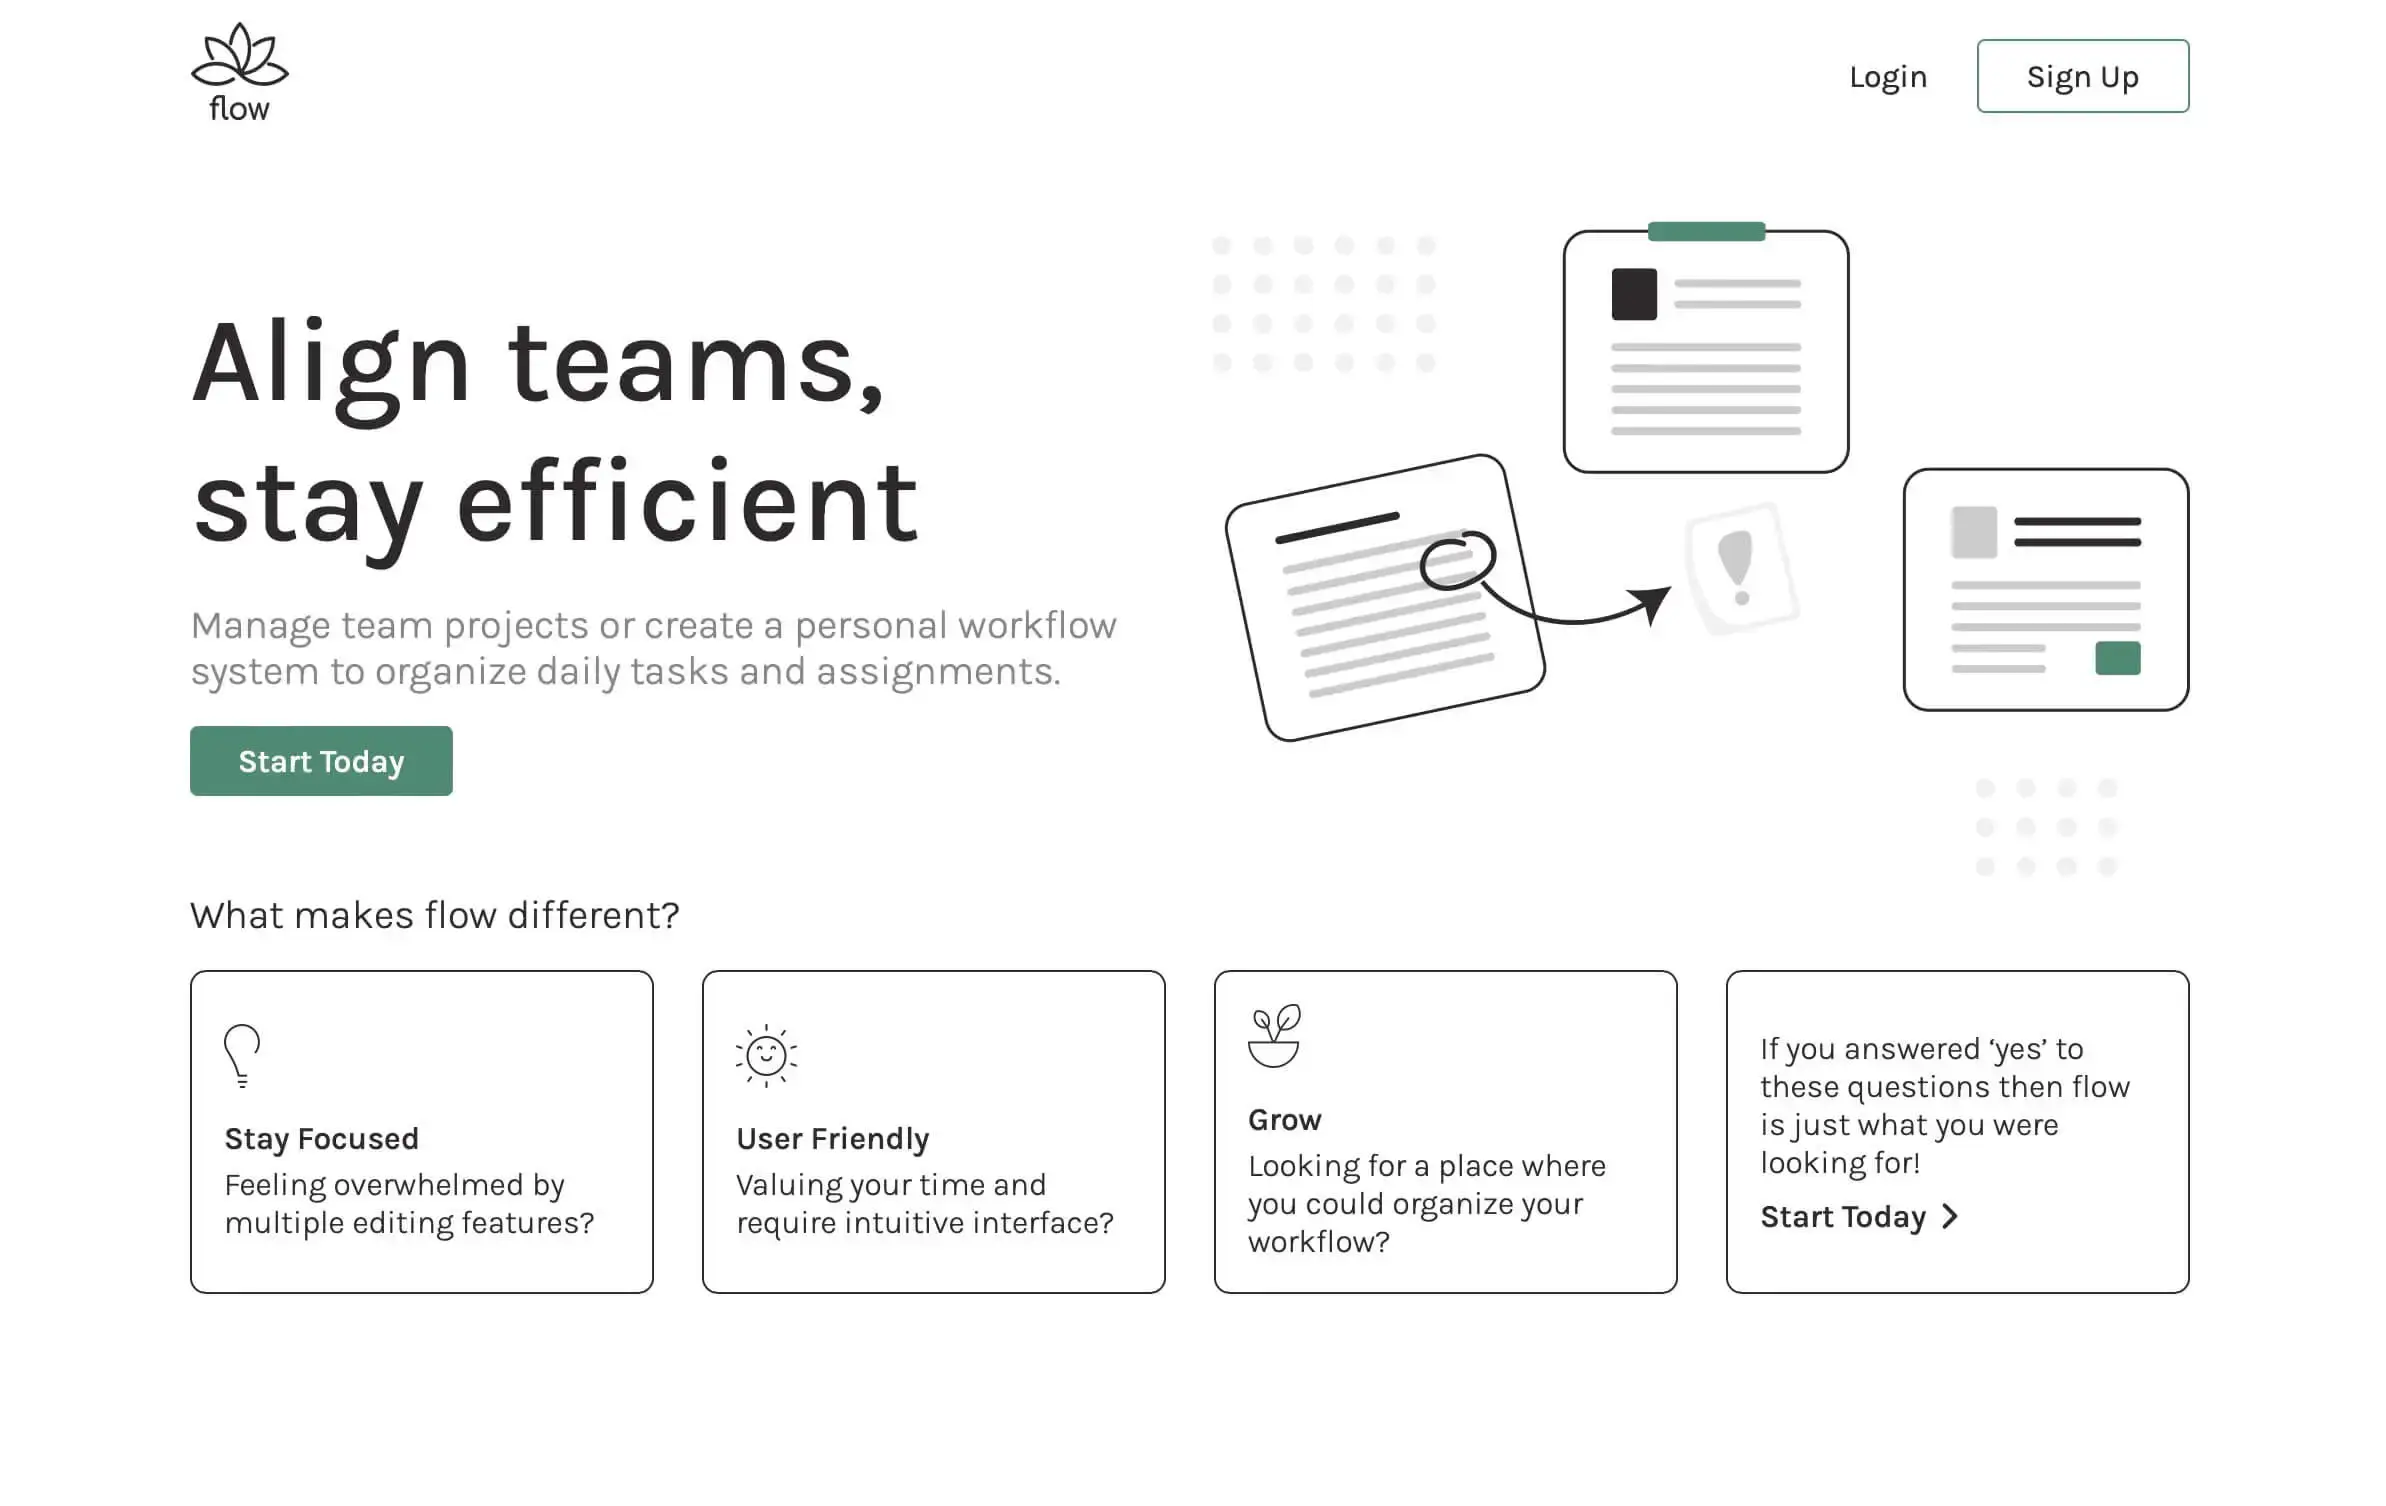 flow
Login
Sign Up
Align teams,
stay efficient
Manage team projects or create a personal workflow
system to organize daily tasks and assignments.
Start Today
What makes flow different?
Stay Focused
Feeling overwhelmed by
multiple editing features?
User Friendly
Valuing your time and
require intuitive interface?
Grow
Looking for a place where
you could organize your
workflow?
If you answered ‘yes’ to
these questions then flow
is just what you were
looking for!
Start Today